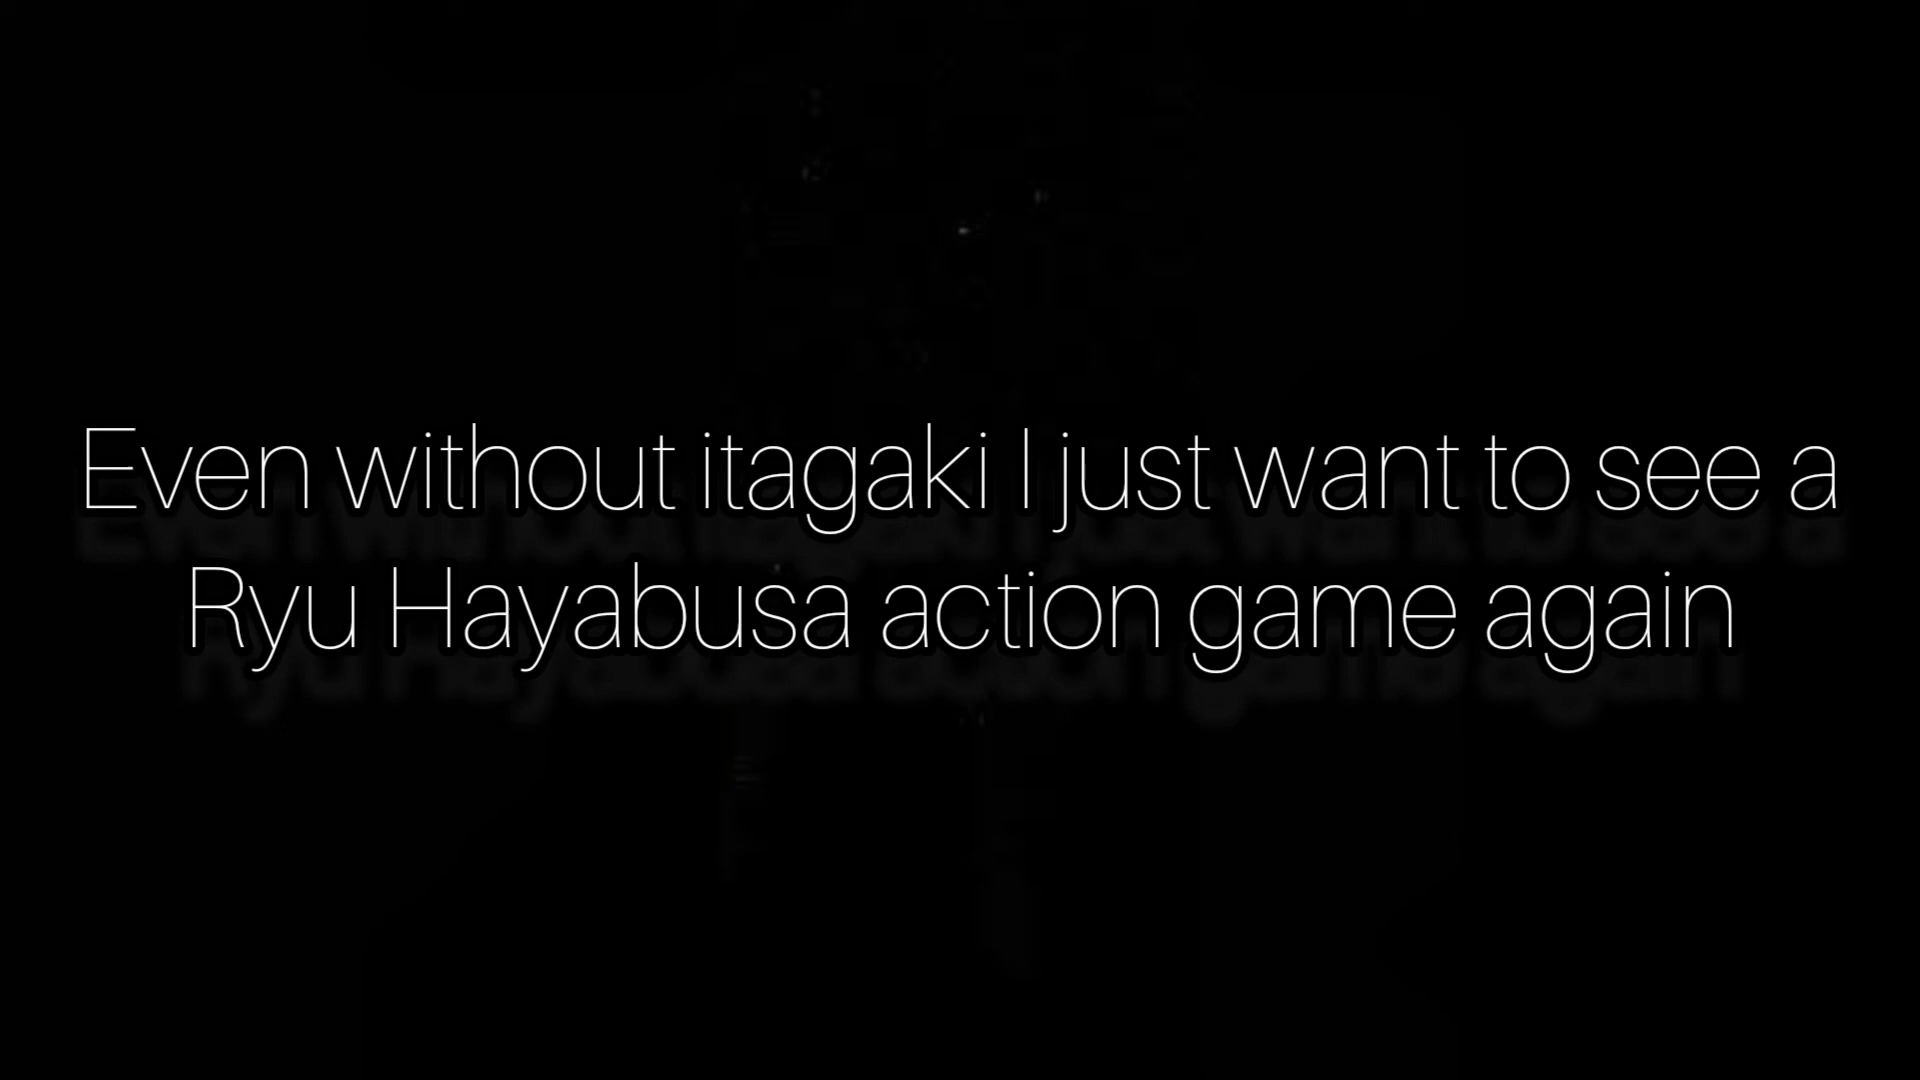 Even without itagaki I just want to see a
Ryu Hayabusa action game again